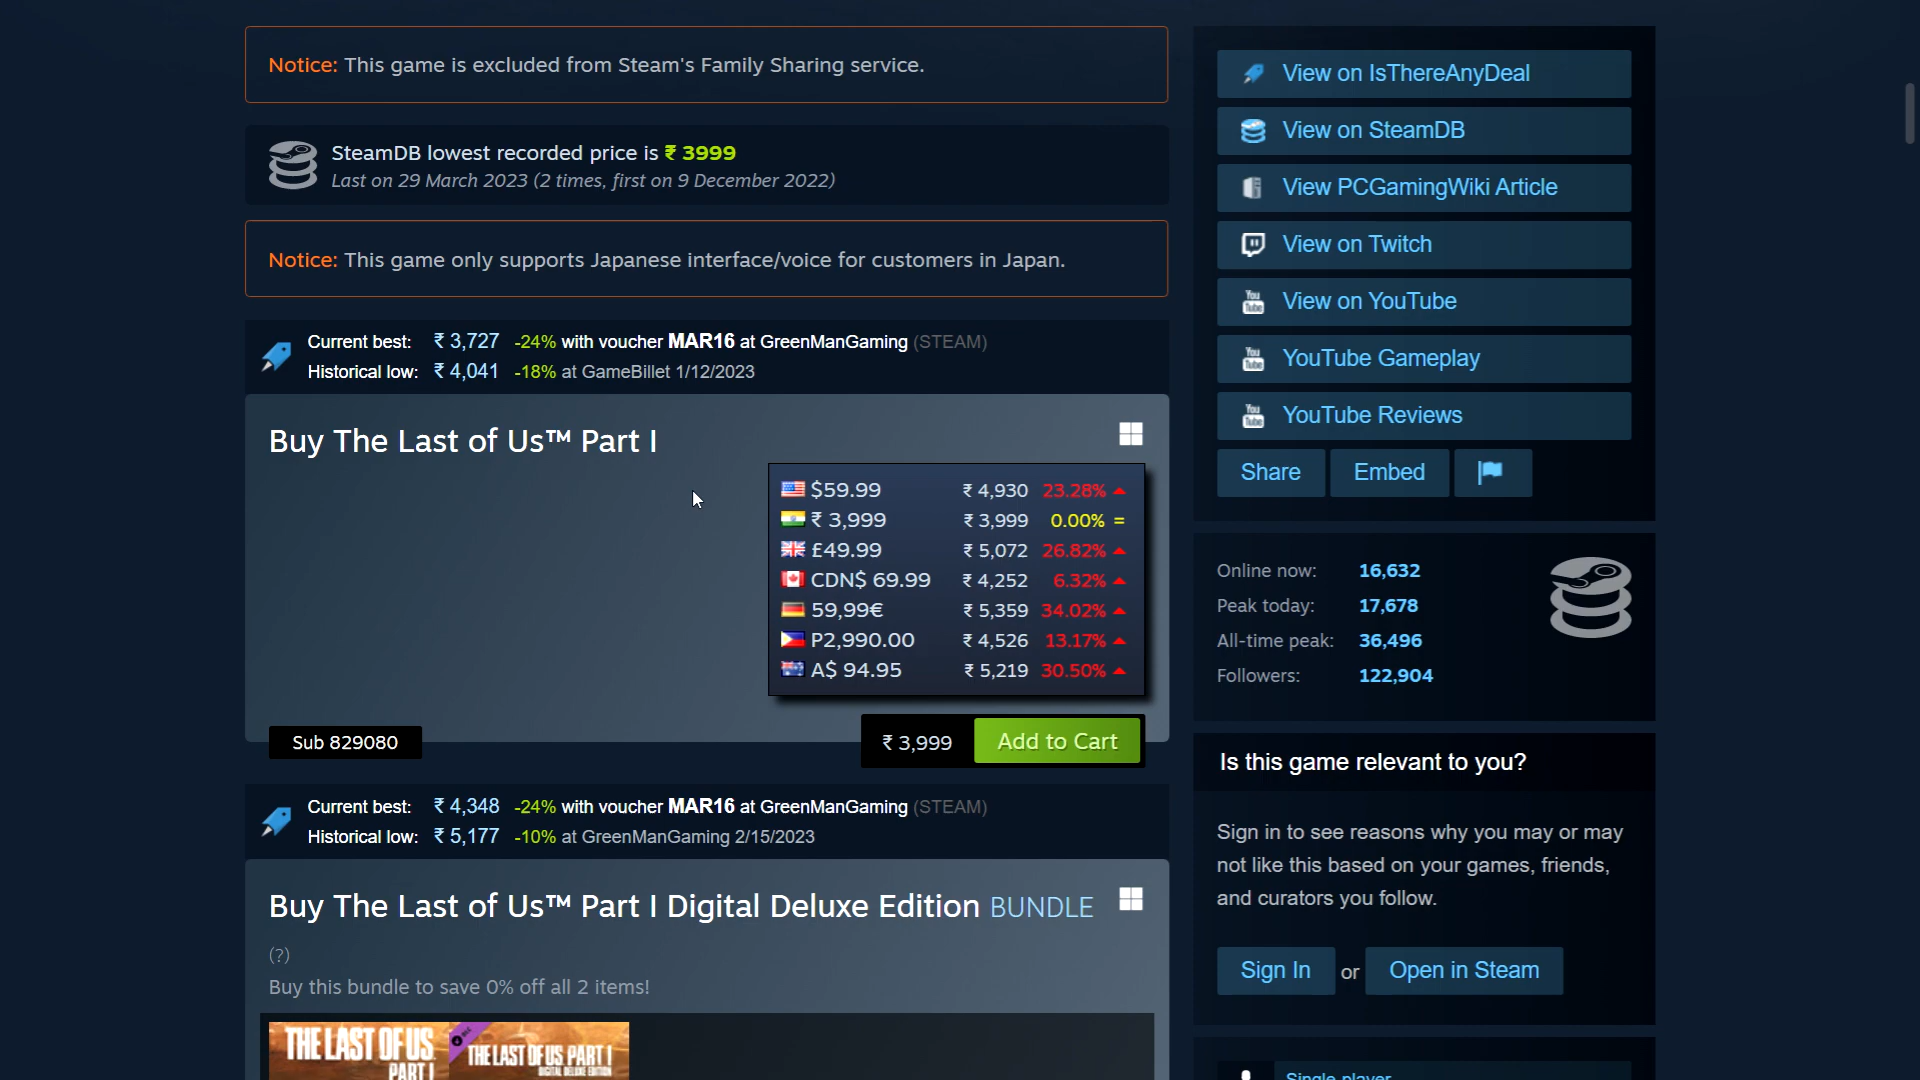 Notice: This game is excluded from Steam's Family Sharing service.
SteamDB lowest recorded price is ₹ 3999
Last on 29 March 2023 (2 times, first on 9 December 2022)
Notice: This game only supports Japanese interface/voice for customers in Japan.
Current best: ₹ 3,727 -24% with voucher MAR16 at GreenManGaming (STEAM)
Historical low: ₹ 4,041 -18% at GameBillet 1/12/2023
Buy The Last of Us™ Part I
$59.99 ₹ 4,930 23.28%
₹ 3,999 ₹ 3,999 0.00% =
£49.99 ₹ 5,072 26.82%
CDN$ 69.99 ₹ 4,252 6.32%
59,99€ ₹ 5,359 34.02%
P2,990.00 ₹ 4,526 13.17%
A$ 94.95 ₹ 5,219 30.50%
Sub 829080
₹ 3,999 Add to Cart
Current best: ₹ 4,348 -24% with voucher MAR16 at GreenManGaming (STEAM)
Historical low: ₹ 5,177 -10% at GreenManGaming 2/15/2023
Buy The Last of Us™ Part I Digital Deluxe Edition BUNDLE
(?)
Buy this bundle to save 0% off all 2 items!
THE LAST OF US
PART I
THE LAST OF US PART I
DIGITAL DELUXE EDITION
View on IsThereAnyDeal
View on SteamDB
View PCGamingWiki Article
View on Twitch
You Tube View on YouTube
You Tube YouTube Gameplay
You Tube YouTube Reviews
Share Embed
Online now: 16,632
Peak today: 17,678
All-time peak: 36,496
Followers: 122,904
Is this game relevant to you?
Sign in to see reasons why you may or may
not like this based on your games, friends,
and curators you follow.
Sign In or Open in Steam
Single-player